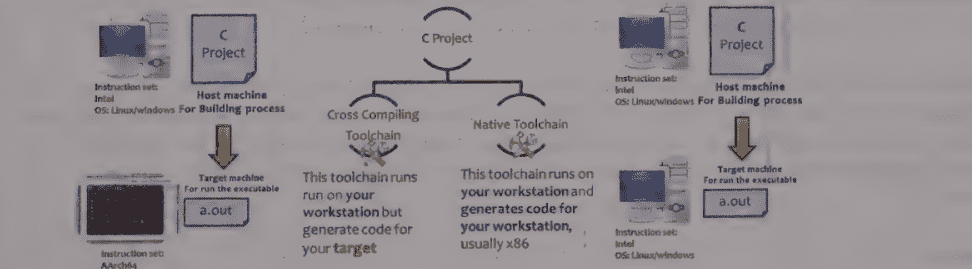 C
Project
Instruction set:
Intel
OS: Linux/windows
Host machine
For Building process
Target machine
For run the executable
a.out
Instruction set:
AArch64
C Project
Cross Compiling
Toolchain
This toolchain runs
run on your
workstation but
generate code for
your target
Native Toolchain
This toolchain runs on
your workstation and
generates code for
your workstation,
usually x86
C
Project
Instruction set:
Intel
OS: Linux/windows
Host machine
For Building process
Target machine
For run the executable
a.out
Instruction set:
Intel
OS: Linux/windows